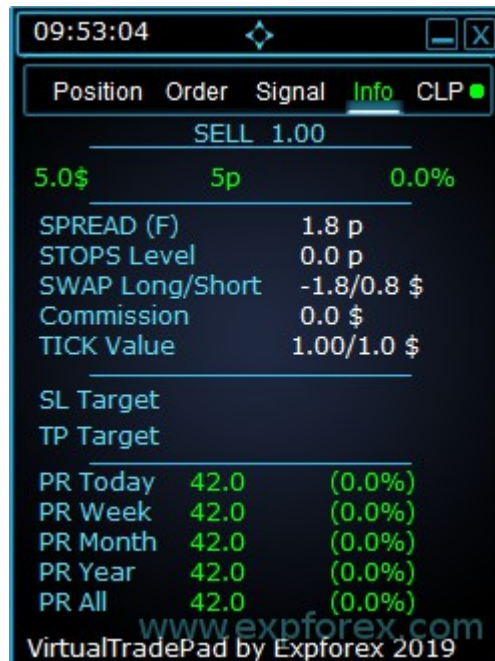 09:53:04
Position Order Signal Info CLP
SELL 1.00
5.0$ 5p 0.0%
SPREAD (F) 1.8 p
STOPS Level 0.0 p
SWAP Long/Short -1.8/0.8 $
Commission 0.0 $
TICK Value 1.00/1.0 $
SL Target
TP Target
PR Today 42.0 (0.0%)
PR Week 42.0 (0.0%)
PR Month 42.0 (0.0%)
PR Year 42.0 (0.0%)
PR All 42.0 (0.0%)
www.expforex.com
VirtualTradePad by Expforex 2019